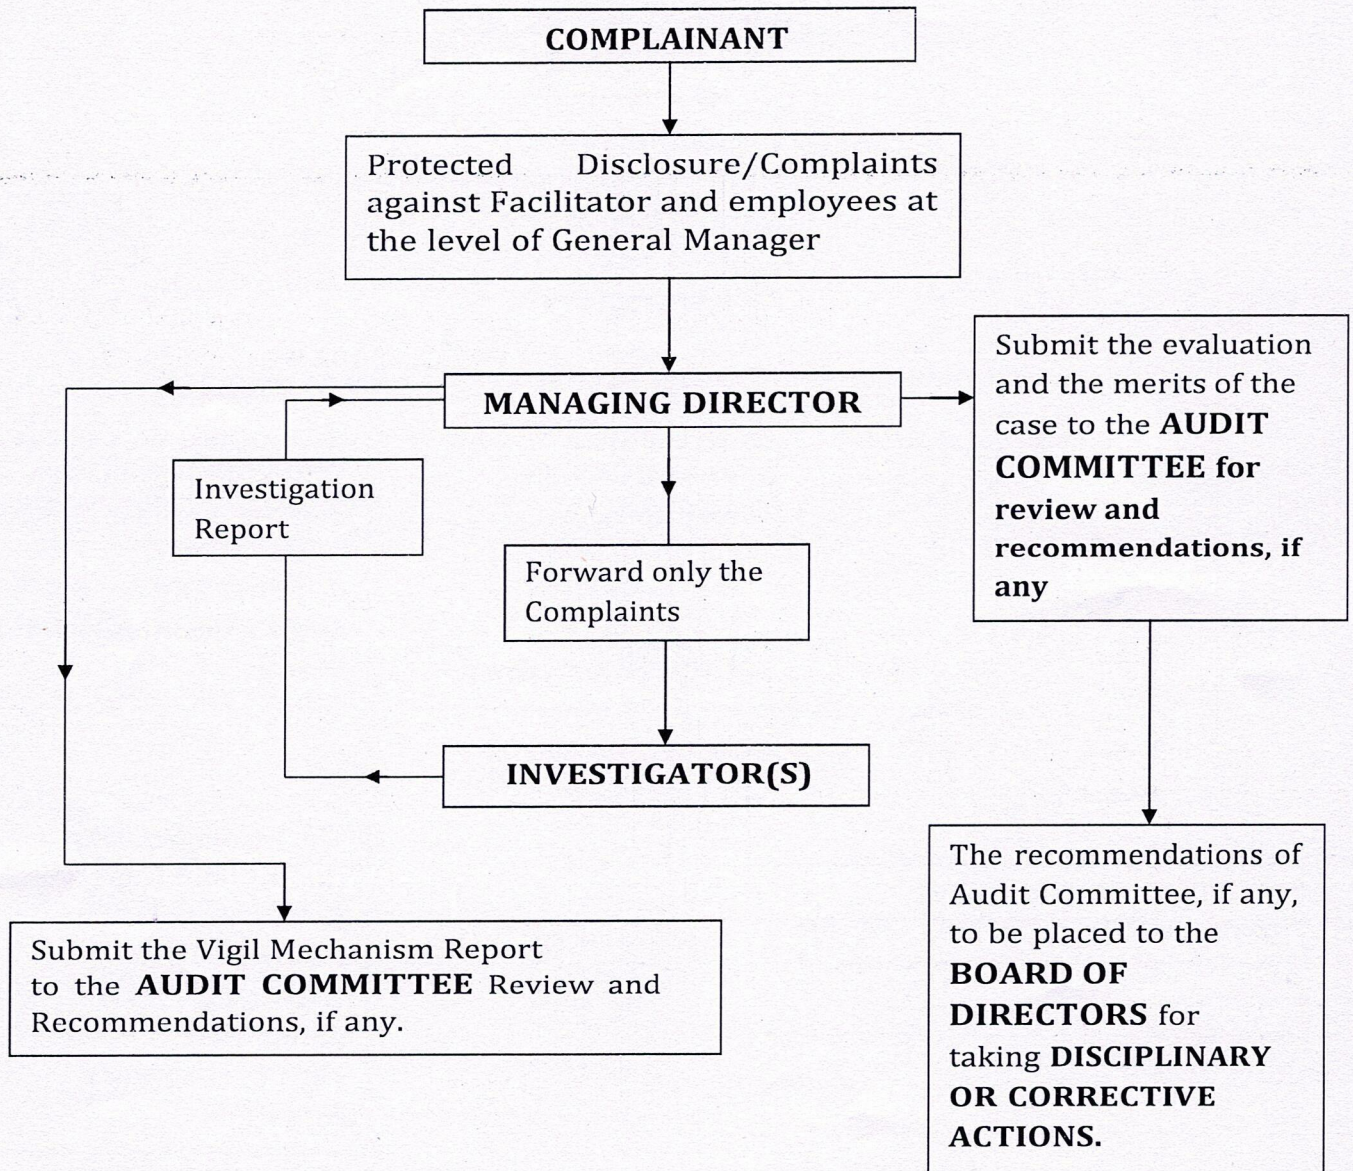 COMPLAINANT
Protected Disclosure/Complaints
against Facilitator and employees at
the level of General Manager
MANAGING DIRECTOR
Submit the evaluation
and the merits of the
case to the AUDIT
COMMITTEE for
review and
recommendations, if
any
Investigation
Report
Forward only the
Complaints
INVESTIGATOR(S)
Submit the Vigil Mechanism Report
to the AUDIT COMMITTEE Review and
Recommendations, if any.
The recommendations of
Audit Committee, if any,
to be placed to the
BOARD OF
DIRECTORS for
taking DISCIPLINARY
OR CORRECTIVE
ACTIONS.